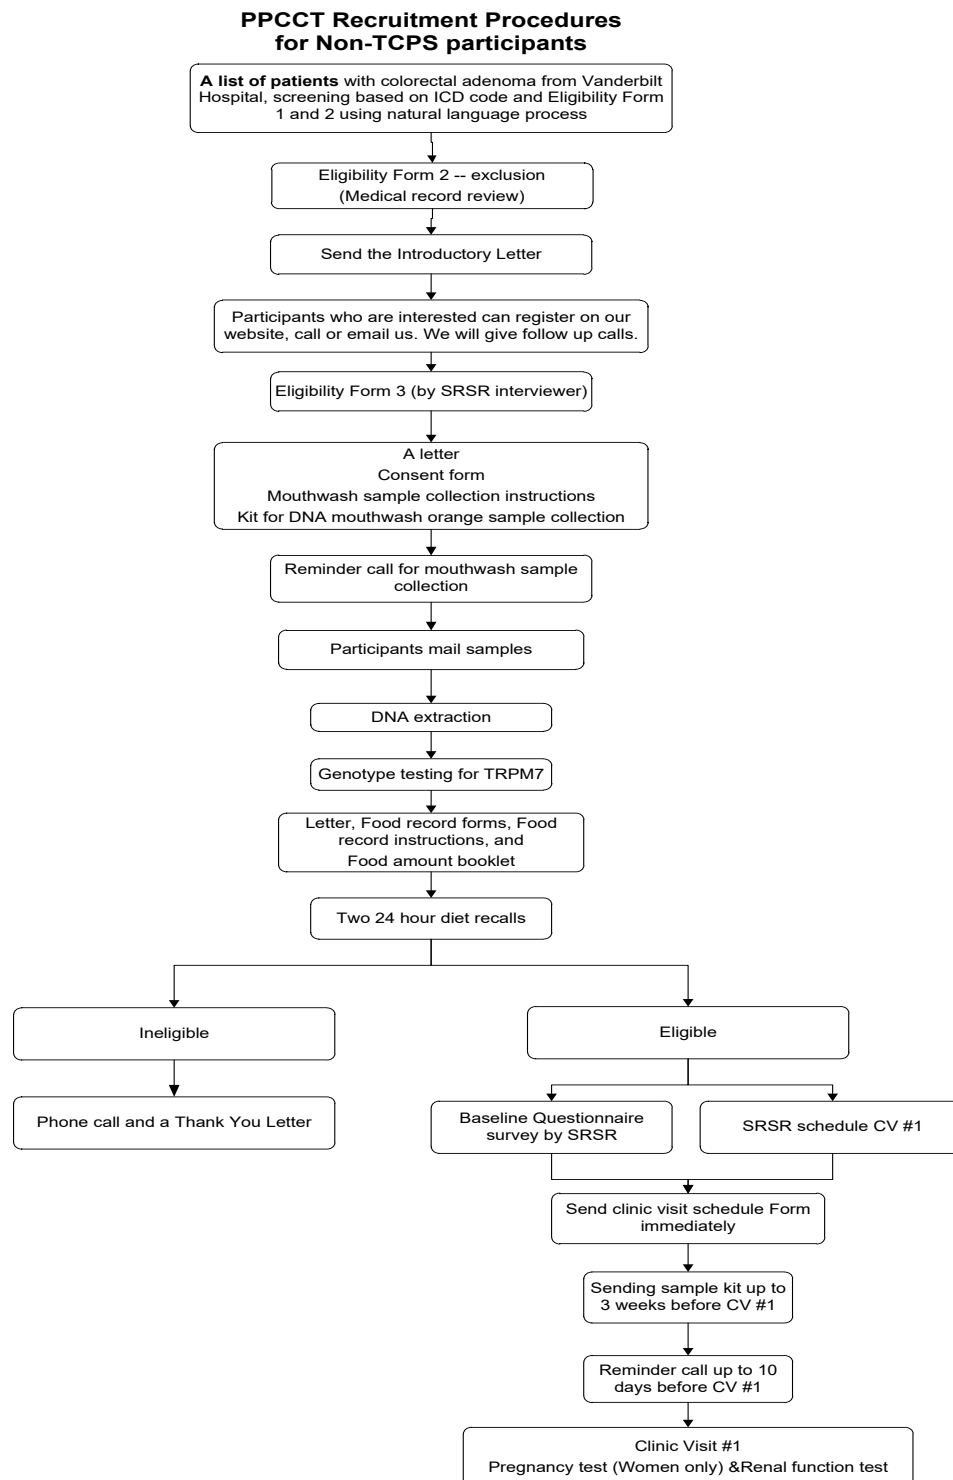 PPCCT Recruitment Procedures
for Non-TCPS participants
A list of patients with colorectal adenoma from Vanderbilt
Hospital, screening based on ICD code and Eligibility Form
1 and 2 using natural language process
Eligibility Form 2 -- exclusion
(Medical record review)
Send the Introductory Letter
Participants who are interested can register on our
website, call or email us. We will give follow up calls.
Eligibility Form 3 (by SRSR interviewer)
A letter
Consent form
Mouthwash sample collection instructions
Kit for DNA mouthwash orange sample collection
Reminder call for mouthwash sample
collection
Participants mail samples
DNA extraction
Genotype testing for TRPM7
Letter, Food record forms, Food
record instructions, and
Food amount booklet
Two 24 hour diet recalls
Ineligible
Eligible
Phone call and a Thank You Letter
Baseline Questionnaire
survey by SRSR
SRSR schedule CV #1
Send clinic visit schedule Form
immediately
Sending sample kit up to
3 weeks before CV #1
Reminder call up to 10
days before CV #1
Clinic Visit #1
Pregnancy test (Women only) &Renal function test